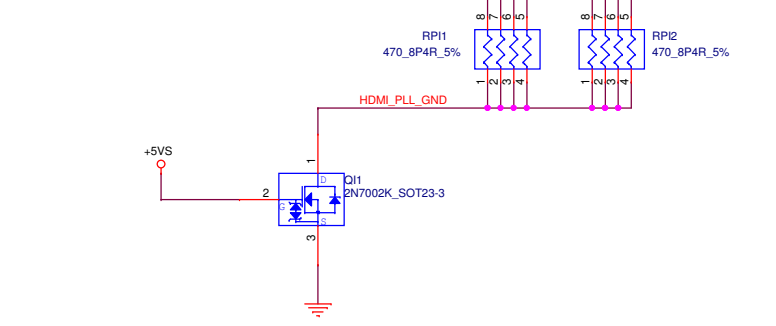 8 7 6 5 8 7 6 5
RPI1 RPI2
470_8P4R_5% 470_8P4R_5%
1 2 3 4 1 2 3 4
HDMI_PLL_GND
+5VS
1
D QI1
2 2N7002K_SOT23-3
G
S
3